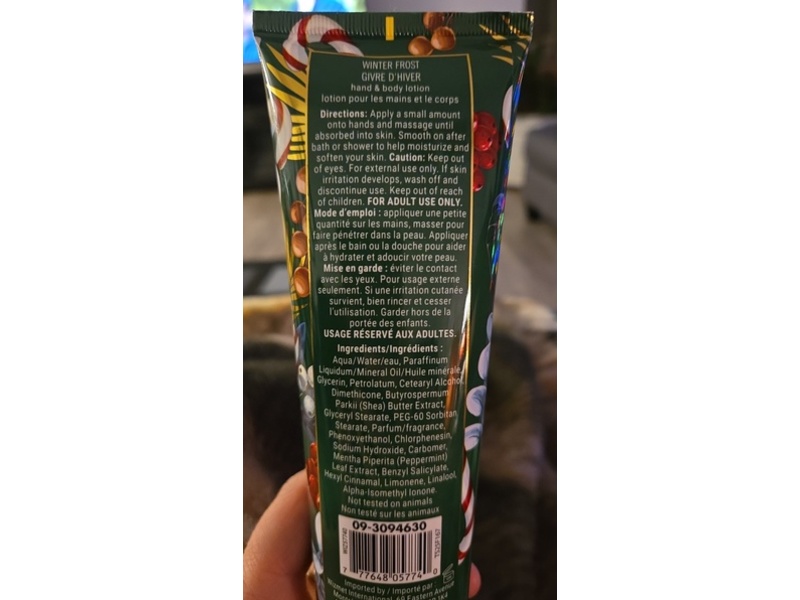 WINTER FROST
GIVRE D'HIVER
hand & body lotion
lotion pour les mains et le corps
Directions: Apply a small amount
onto hands and massage until
absorbed into skin. Smooth on after
bath or shower to help moisturize and
soften your skin. Caution: Keep out
of eyes. For external use only. If skin
irritation develops, wash off and
discontinue use. Keep out of reach
of children. FOR ADULT USE ONLY.
Mode d'emploi : appliquer une petite
quantité sur les mains, masser pour
faire pénétrer dans la peau. Appliquer
après le bain ou la douche pour aider
à hydrater et adoucir votre peau.
Mise en garde : éviter le contact
avec les yeux. Pour usage externe
seulement. Si une irritation cutanée
survient, bien rincer et cesser
l'utilisation. Garder hors de la
portée des enfants.
USAGE RÉSERVÉ AUX ADULTES.
Ingredients/Ingrédients :
Aqua/Water/eau, Paraffinum
Liquidum/Mineral Oil/Huile minérale,
Glycerin, Petrolatum, Cetearyl Alcohol,
Dimethicone, Butyrospermum
Parkii (Shea) Butter Extract,
Glyceryl Stearate, PEG-60 Sorbitan
Stearate, Parfum/fragrance,
Phenoxyethanol, Chlorphenesin,
Sodium Hydroxide, Carbomer,
Mentha Piperita (Peppermint)
Leaf Extract, Benzyl Salicylate,
Hexyl Cinnamal, Limonene, Linalool,
Alpha-Isomethyl Ionone.
Not tested on animals
Non testé sur les animaux
09-3094630
7 77648 05774 0
Imported by / Importé par
International, 69 Eastern Avenue